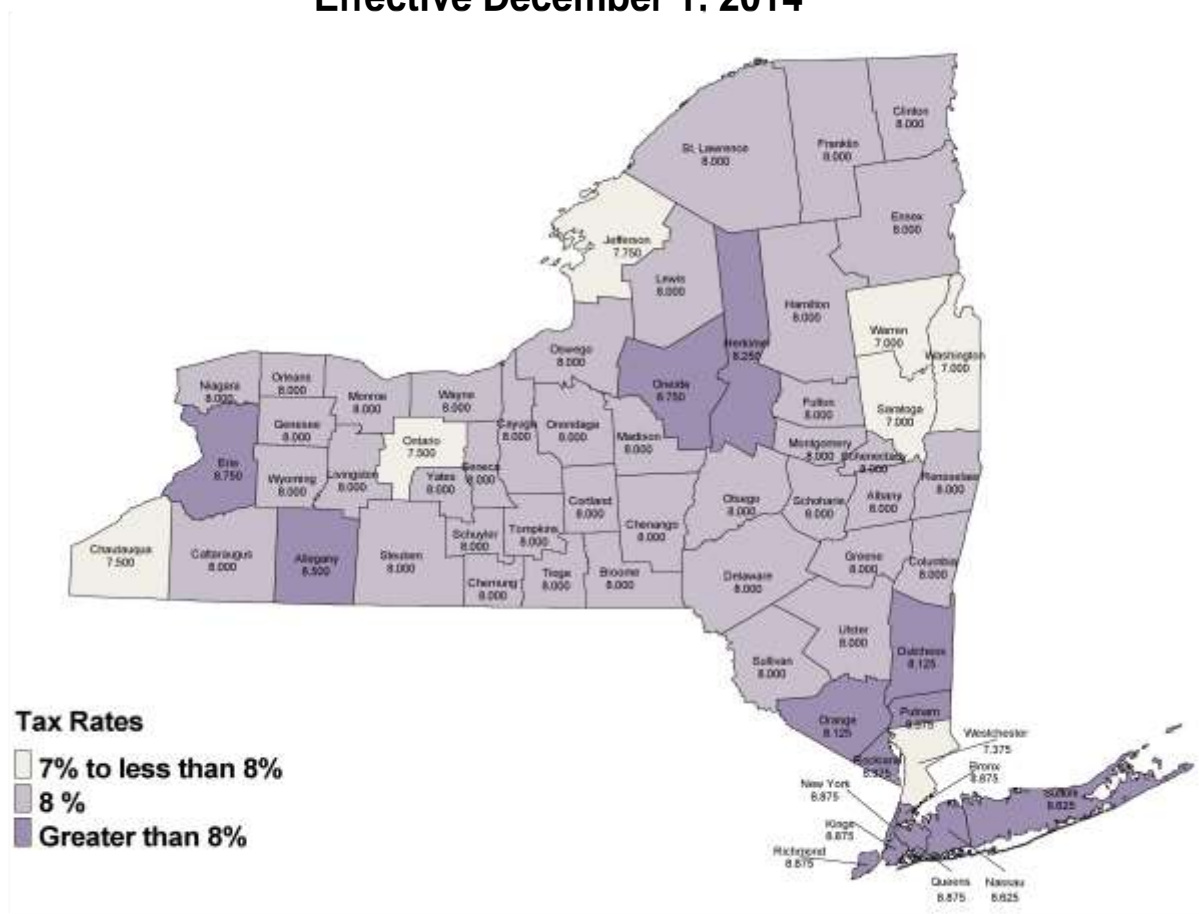 Effective December 1, 2014
Clinton
8.000
Franklin
8.000
St. Lawrence
8.000
Essex
8.000
Jefferson
7.750
Lewis
8.000
Hamilton
8.000
Warren
7.000
Washington
7.000
Herkimer
8.250
Oswego
8.000
Oneida
8.750
Saratoga
7.000
Fulton
8.000
Niagara
8.000
Orleans
8.000
Monroe
8.000
Wayne
8.000
Cayuga
8.000
Onondaga
8.000
Madison
8.000
Montgomery
8.000
Schenectady
8.000
Genesee
8.000
Ontario
7.500
Seneca
8.000
Erie
8.750
Wyoming
8.000
Livingston
8.000
Yates
8.000
Cortland
8.000
Otsego
8.000
Schoharie
8.000
Albany
8.000
Rensselaer
8.000
Chenango
8.000
Schuyler
8.000
Tompkins
8.000
Chautauqua
7.500
Cattaraugus
8.000
Allegany
8.500
Steuben
8.000
Chemung
8.000
Tioga
8.000
Broome
8.000
Delaware
8.000
Greene
8.000
Columbia
8.000
Ulster
8.000
Sullivan
8.000
Dutchess
8.125
Orange
8.125
Putnam
8.375
Rockland
8.375
Westchester
7.375
Bronx
8.875
New York
8.875
Kings
8.875
Richmond
8.875
Suffolk
8.625
Queens
8.875
Nassau
8.625
Tax Rates
7% to less than 8%
8 %
Greater than 8%